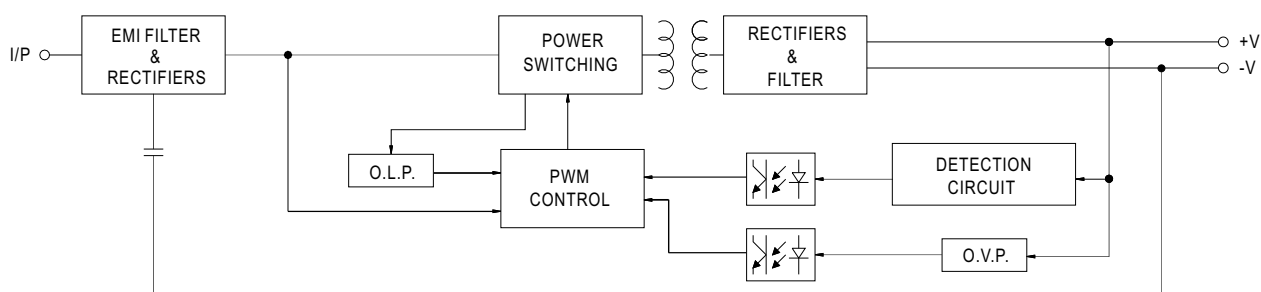 I/P
EMI FILTER
&
RECTIFIERS
POWER
SWITCHING
RECTIFIERS
&
FILTER
+V
-V
O.L.P.
PWM
CONTROL
DETECTION
CIRCUIT
O.V.P.